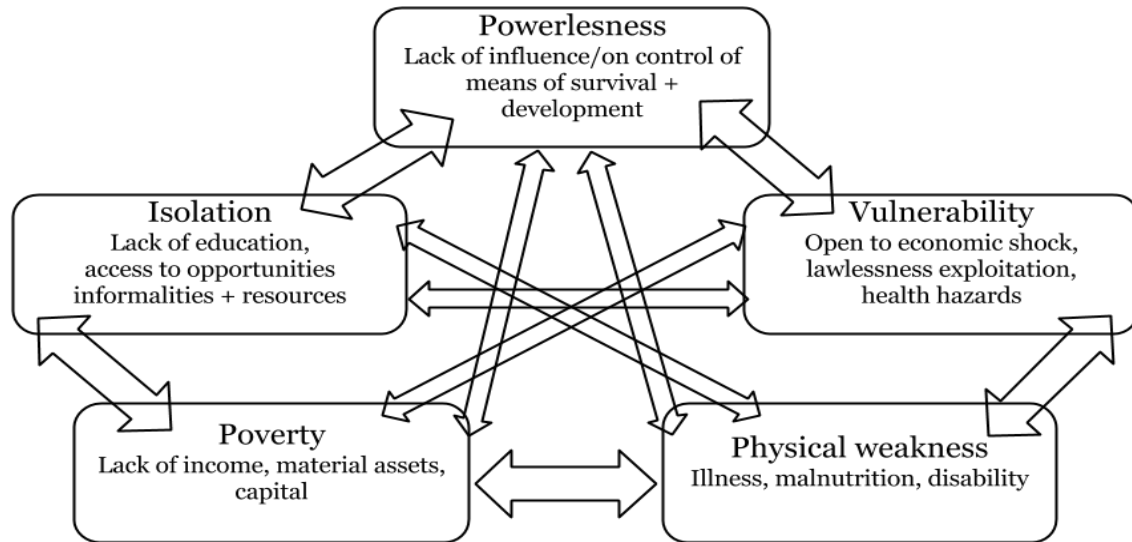 Powerlesness
Lack of influence/on control of
means of survival +
development
Isolation
Lack of education,
access to opportunities
informalities + resources
Vulnerability
Open to economic shock,
lawlessness exploitation,
health hazards
Poverty
Lack of income, material assets,
capital
Physical weakness
Illness, malnutrition, disability